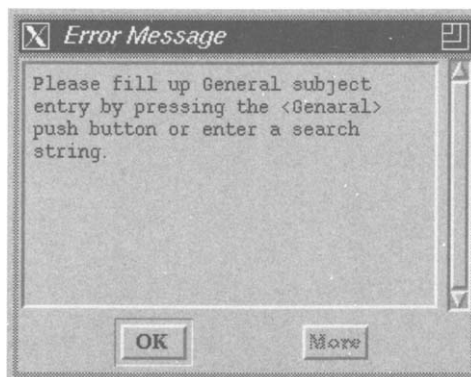 X Error Message
Please fill up General subject
entry by pressing the <Genaral>
push button or enter a search
string.
OK More